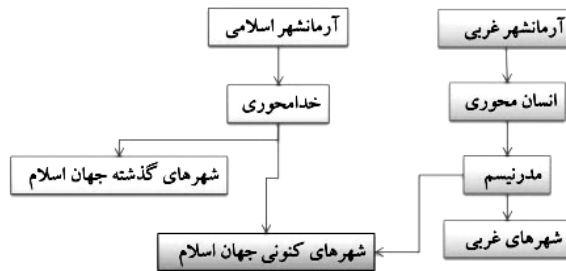 آرمانشهر غربی
آرمانشهر اسلامی
انسان محوری
خدامحوری
مدرنیسم
شهرهای گذشته جهان اسلام
شهرهای غربی
شهرهای کنونی جهان اسلام